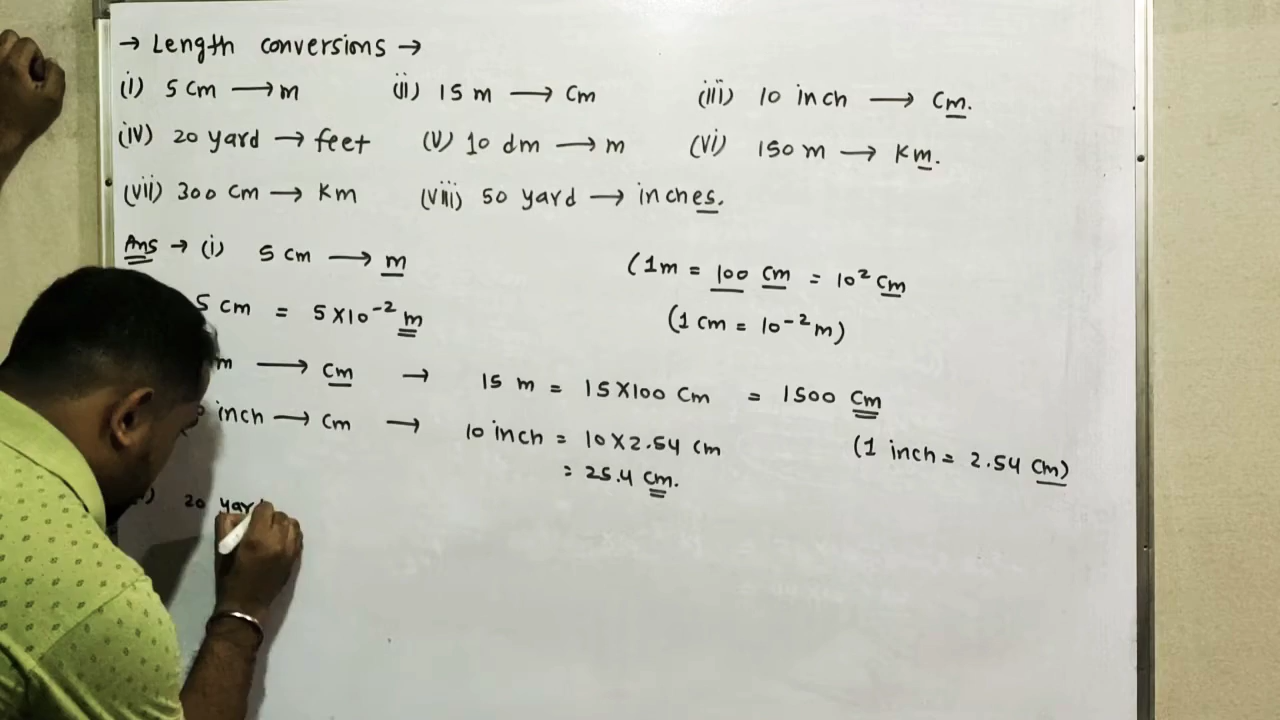 → Length conversions →
(i) 5 cm → m (ii) 15 m → cm (iii) 10 inch → cm.
(iv) 20 yard → feet (v) 10 dm → m (vi) 150 m → Km.
(vii) 300 cm → Km (viii) 50 yard → inches.
Ans → (i) 5 cm → m (1m = 100 cm = 10² cm
5 cm = 5×10⁻² m (1 cm = 10⁻² m)
m → cm → 15 m = 15×100 cm = 1500 cm
inch → cm → 10 inch = 10×2.54 cm (1 inch = 2.54 cm)
= 25.4 cm.
20